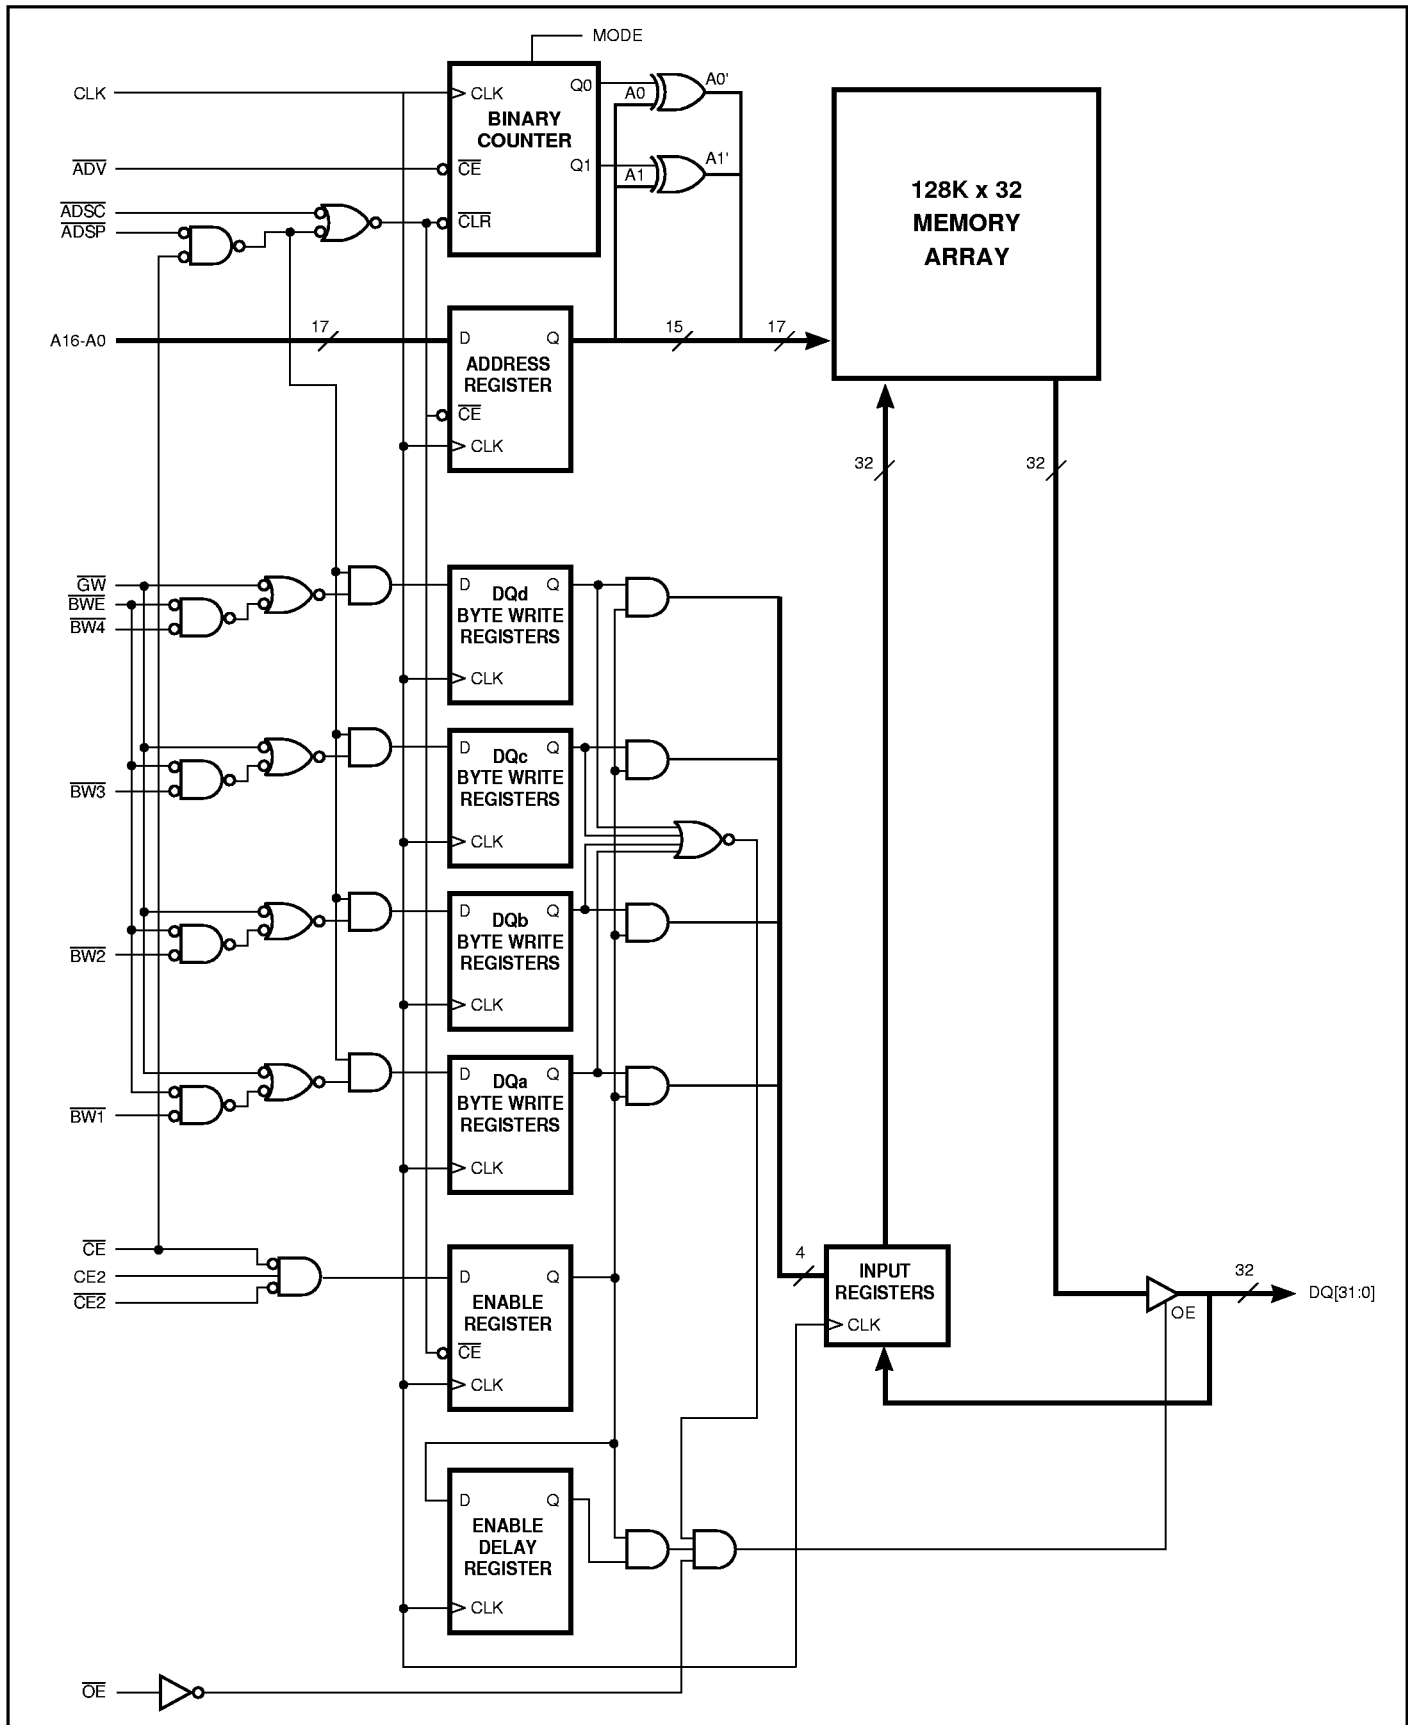 MODE
CLK
CLK
Q0
A0
A0'
BINARY
COUNTER
ADV
CE
Q1
A1
A1'
ADSC
ADSP
CLR
128K x 32
MEMORY
ARRAY
A16-A0
17
D
Q
15
17
ADDRESS
REGISTER
CE
CLK
32
32
GW
BWE
BW4
D
Q
DQd
BYTE WRITE
REGISTERS
CLK
BW3
D
Q
DQc
BYTE WRITE
REGISTERS
CLK
BW2
D
Q
DQb
BYTE WRITE
REGISTERS
CLK
BW1
D
Q
DQa
BYTE WRITE
REGISTERS
CLK
CE
CE2
CE2
D
Q
ENABLE
REGISTER
CE
CLK
4
INPUT
REGISTERS
CLK
OE
32
DQ[31:0]
D
Q
ENABLE
DELAY
REGISTER
CLK
OE